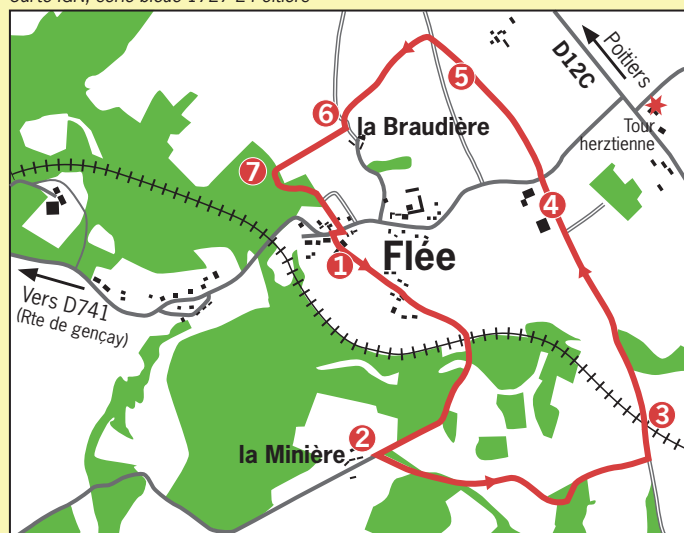 D12C
Poitiers
5
6
la Braudière
Tour
herztienne
7
4
Flée
1
Vers D741
(Rte de gençay)
3
2
la Minière